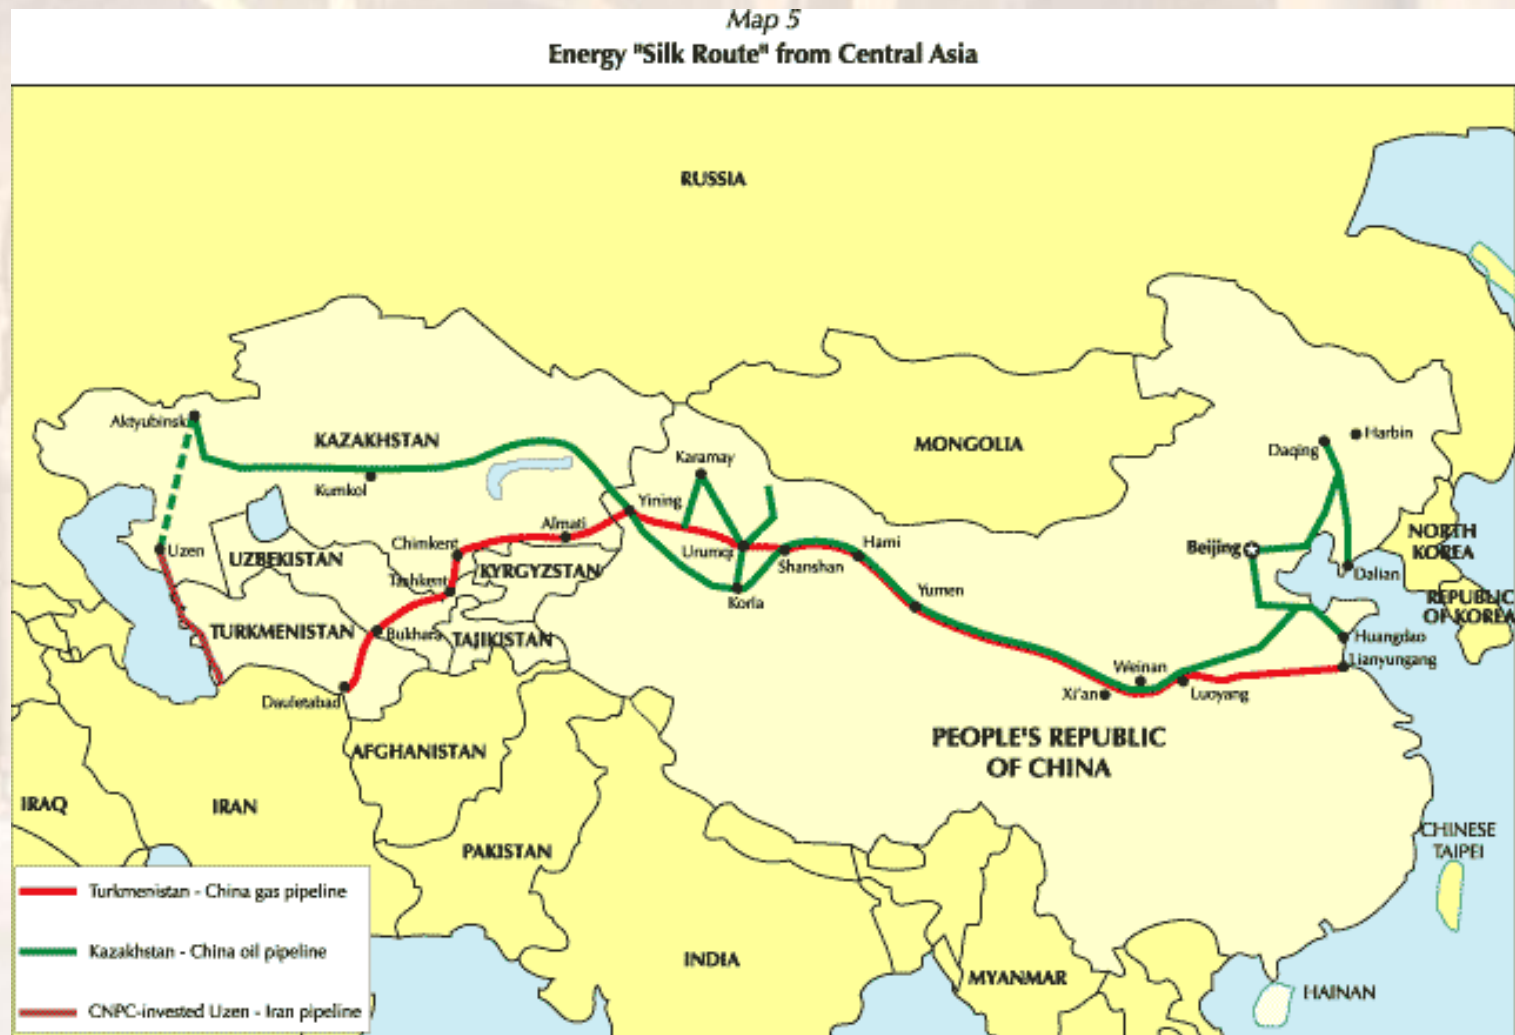 Map 5
Energy "Silk Route" from Central Asia
RUSSIA
Aktyubinsk
KAZAKHSTAN
MONGOLIA
Harbin
Daqing
Karamay
Kumkol
Yining
Almati
Chimkent
Uzen
UZBEKISTAN
KYRGYZSTAN
Tashkent
Urumqi
Shanshan
Hami
Korla
Yumen
Beijing
NORTH
KOREA
Dalian
REPUBLIC
OF KOREA
TURKMENISTAN
Bukhara
TAJIKISTAN
Huangdao
Lianyungang
Weinan
Xi'an
Luoyang
Dauletabad
PEOPLE'S REPUBLIC
OF CHINA
AFGHANISTAN
IRAQ
IRAN
PAKISTAN
CHINESE
TAIPEI
INDIA
MYANMAR
HAINAN
Turkmenistan - China gas pipeline
Kazakhstan - China oil pipeline
CNPC-invested Uzen - Iran pipeline